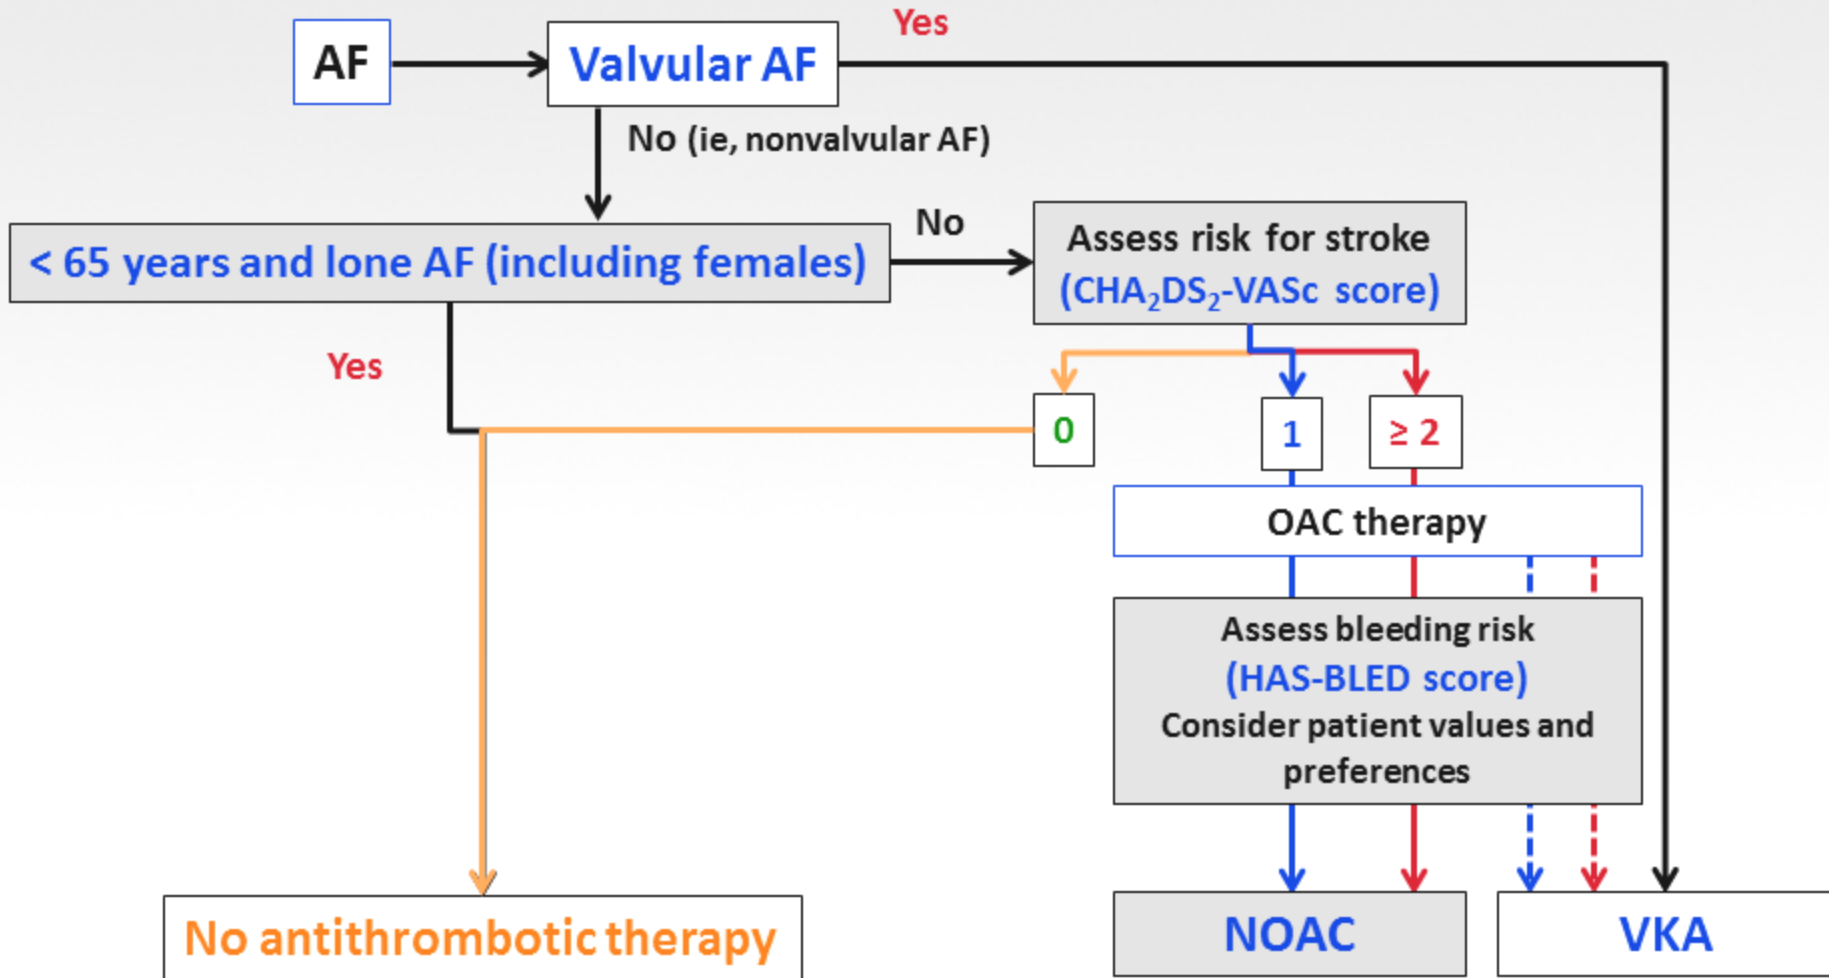 Yes
AF
Valvular AF
No (ie, nonvalvular AF)
No
< 65 years and lone AF (including females)
Assess risk for stroke
(CHA₂DS₂-VASc score)
Yes
0
1
≥ 2
OAC therapy
Assess bleeding risk
(HAS-BLED score)
Consider patient values and
preferences
No antithrombotic therapy
NOAC
VKA